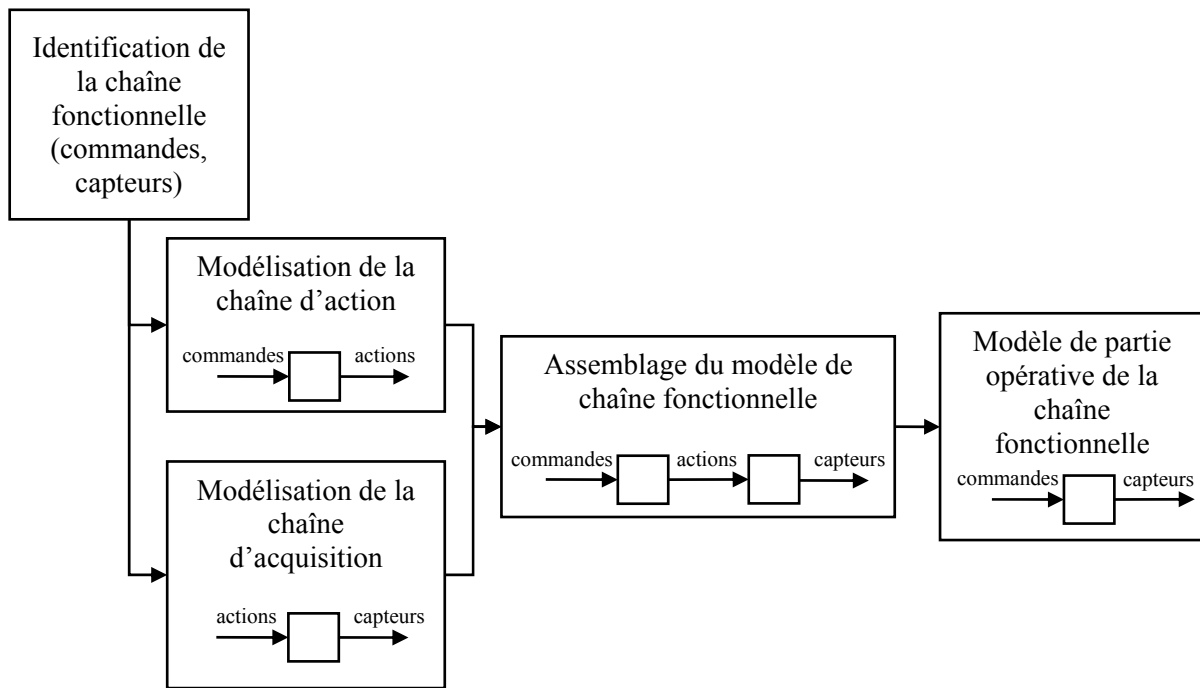 Identification de
la chaîne
fonctionnelle
(commandes,
capteurs)
Modélisation de la
chaîne d’action
commandes
actions
Modélisation de la
chaîne
d’acquisition
actions
capteurs
Assemblage du modèle de
chaîne fonctionnelle
commandes
actions
capteurs
Modèle de partie
opérative de la
chaîne
fonctionnelle
commandes
capteurs